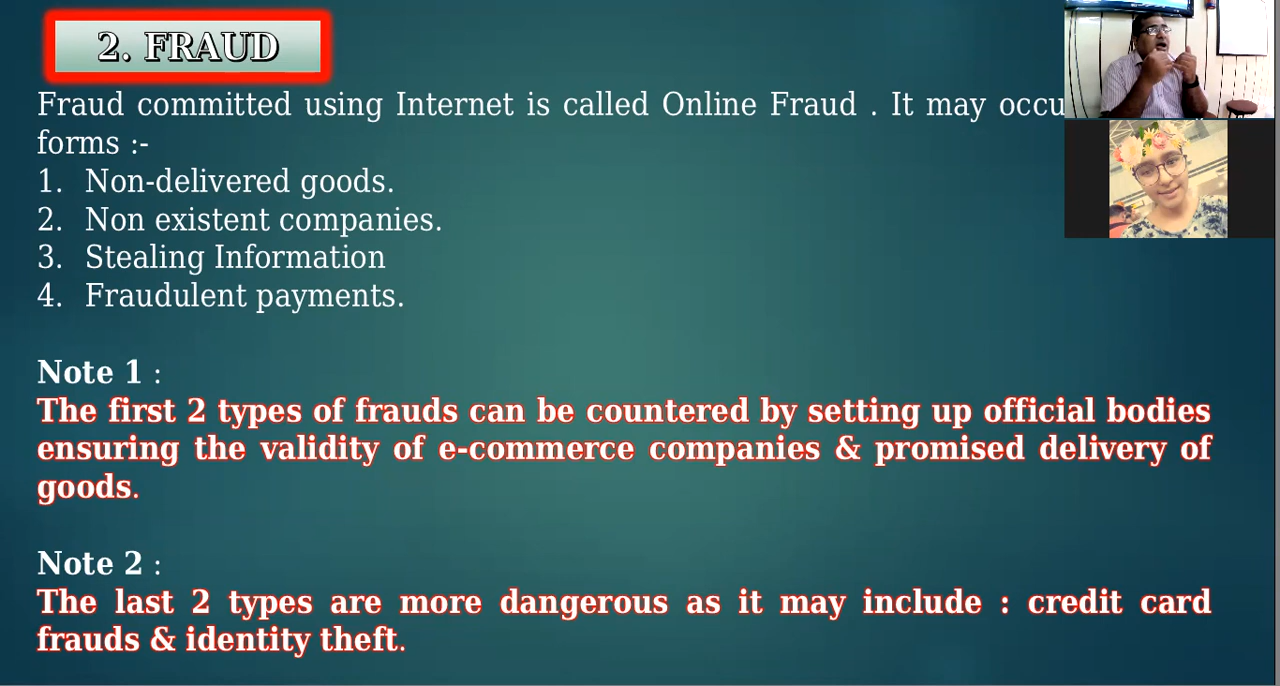 2. FRAUD
Fraud committed using Internet is called Online Fraud . It may
forms :-
1. Non-delivered goods.
2. Non existent companies.
3. Stealing Information
4. Fraudulent payments.
Note 1 :
The first 2 types of frauds can be countered by setting up official bodies
ensuring the validity of e-commerce companies & promised delivery of
goods.
Note 2 :
The last 2 types are more dangerous as it may include : credit card
frauds & identity theft.